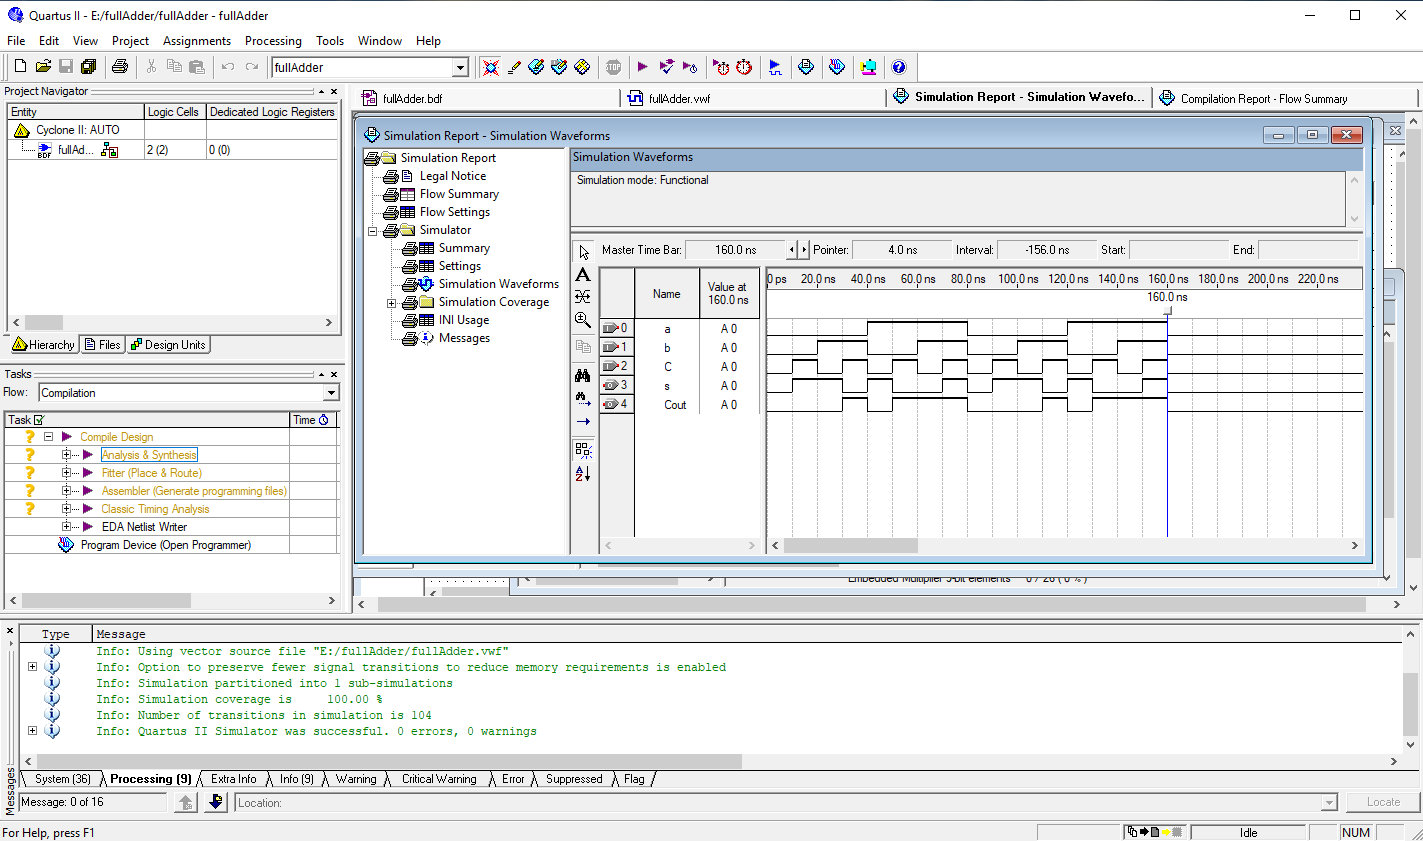 Quartus II - E:/fullAdder/fullAdder - fullAdder
File Edit View Project Assignments Processing Tools Window Help
fullAdder
STOP
Project Navigator
Entity Logic Cells Dedicated Logic Registers
Cyclone II: AUTO
BDF fullAd... 2 (2) 0 (0)
Hierarchy Files Design Units
Tasks
Flow: Compilation
Task Time
Compile Design
Analysis & Synthesis
Fitter (Place & Route)
Assembler (Generate programming files)
Classic Timing Analysis
EDA Netlist Writer
Program Device (Open Programmer)
fullAdder.bdf fullAdder.vwf Simulation Report - Simulation Wavefo... Compilation Report - Flow Summary
Simulation Report - Simulation Waveforms
Simulation Report
Legal Notice
Flow Summary
Flow Settings
Simulator
Summary
Settings
Simulation Waveforms
Simulation Coverage
INI Usage
Messages
Simulation Waveforms
Simulation mode: Functional
Master Time Bar: 160.0 ns Pointer: 4.0 ns Interval: -156.0 ns Start: End:
Name Value at
160.0 ns
0 ps 20.0 ns 40.0 ns 60.0 ns 80.0 ns 100.0 ns 120.0 ns 140.0 ns 160.0 ns 180.0 ns 200.0 ns 220.0 ns
160.0 ns
0 a A 0
1 b A 0
2 C A 0
3 s A 0
4 Cout A 0
Embedded Multiplier 9-bit elements 0 / 26 ( 0 % )
Type Message
Info: Using vector source file "E:/fullAdder/fullAdder.vwf"
Info: Option to preserve fewer signal transitions to reduce memory requirements is enabled
Info: Simulation partitioned into 1 sub-simulations
Info: Simulation coverage is 100.00 %
Info: Number of transitions in simulation is 104
Info: Quartus II Simulator was successful. 0 errors, 0 warnings
System (36) Processing (9) Extra Info Info (9) Warning Critical Warning Error Suppressed Flag
Messages
Message: 0 of 16 Location: Locate
For Help, press F1 Idle NUM